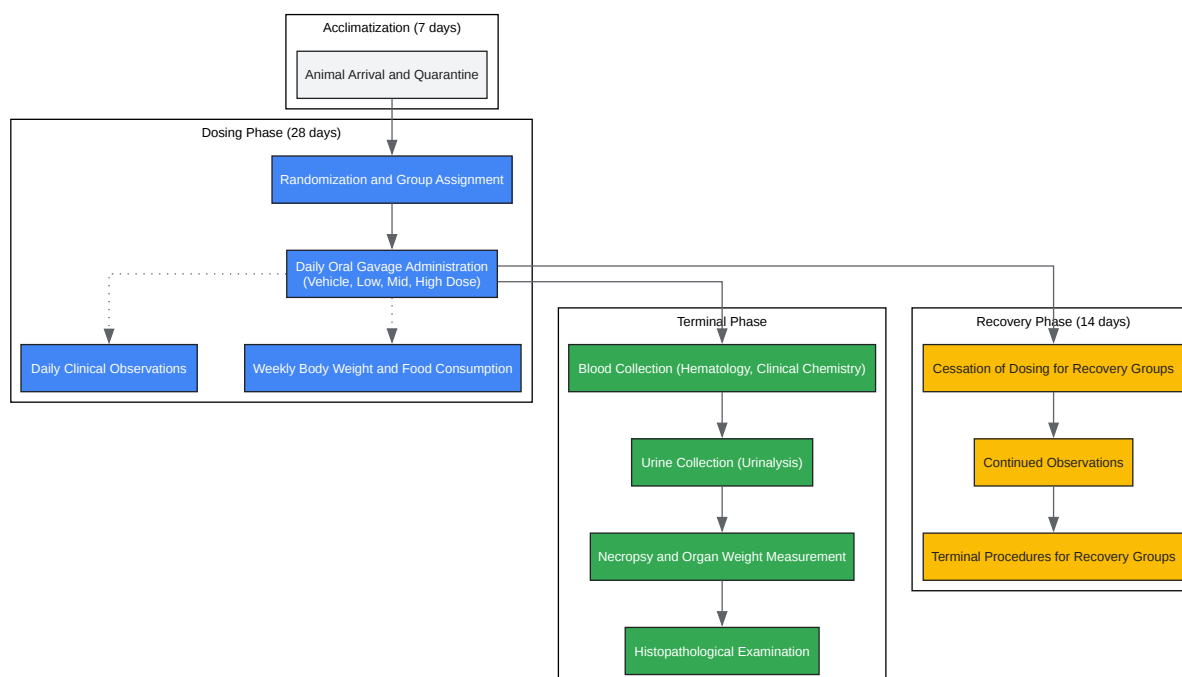 Acclimatization (7 days)
Animal Arrival and Quarantine
Dosing Phase (28 days)
Randomization and Group Assignment
Daily Oral Gavage Administration
(Vehicle, Low, Mid, High Dose)
Daily Clinical Observations
Weekly Body Weight and Food Consumption
Terminal Phase
Blood Collection (Hematology, Clinical Chemistry)
Urine Collection (Urinalysis)
Necropsy and Organ Weight Measurement
Histopathological Examination
Recovery Phase (14 days)
Cessation of Dosing for Recovery Groups
Continued Observations
Terminal Procedures for Recovery Groups